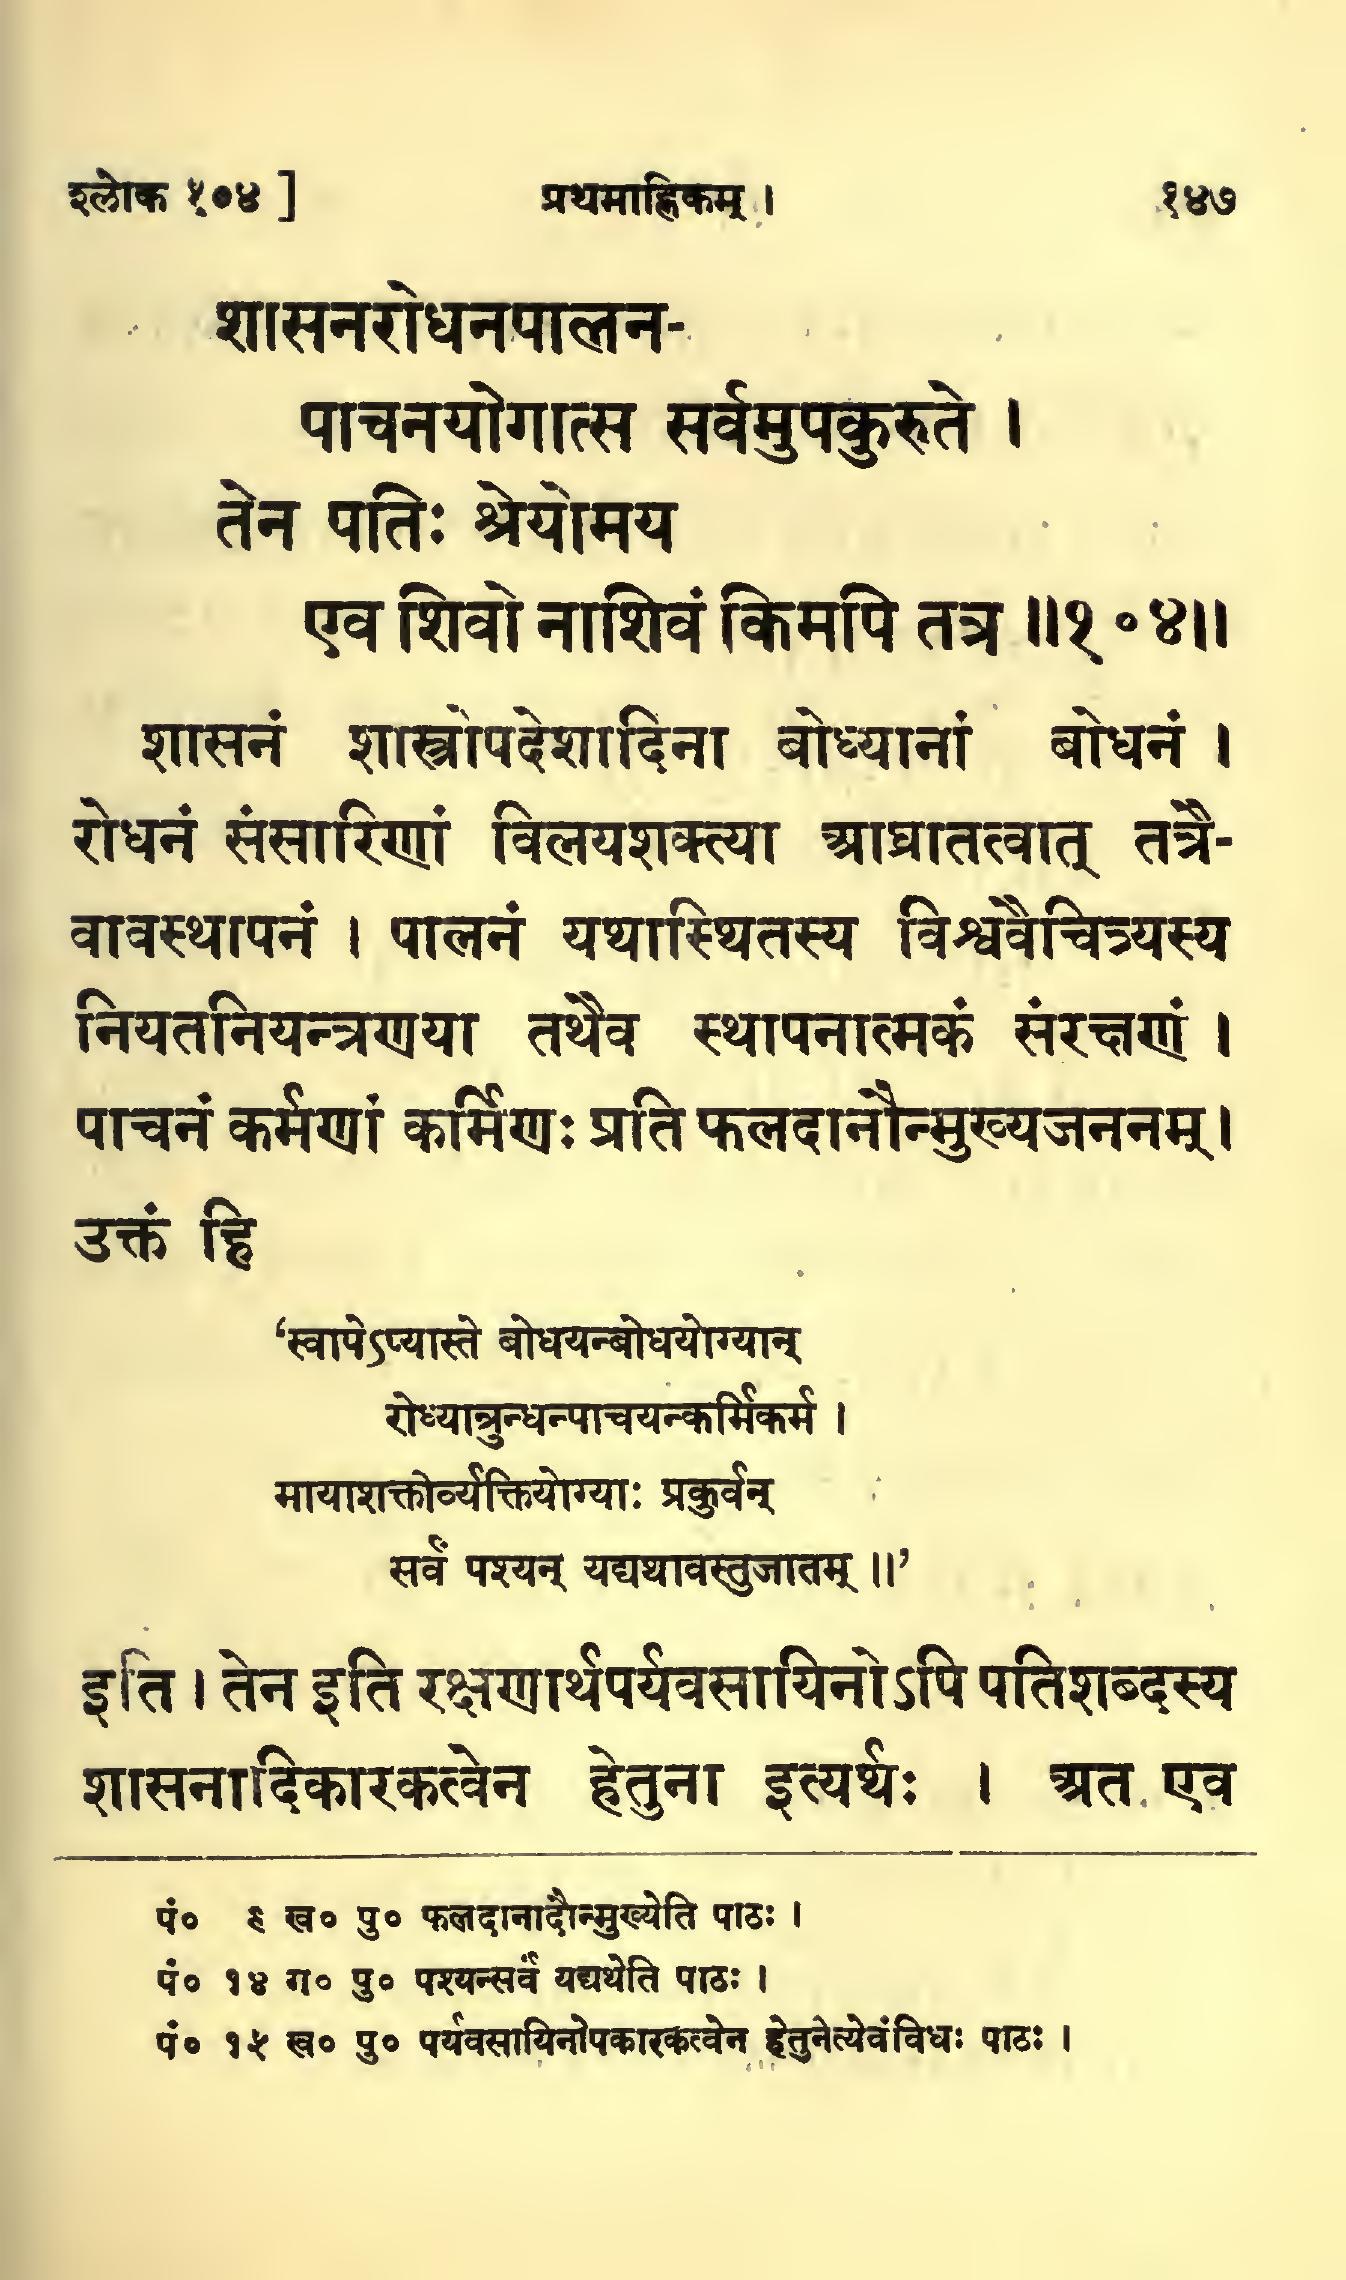 श्लोक १०४ ] प्रथमाह्निकम् । १४७
शासनरोधनपालन-
पाचनयोगात्स सर्वमुपकुरुते ।
तेन पतिः श्रेयोमय
एव शिवो नाशिवं किमपि तत्र ॥१०४॥
शासनं शास्त्रोपदेशादिना बोध्यानां बोधनं ।
रोधनं संसारिणां विलयशक्त्या आघ्रातत्वात् तत्रै-
वावस्थापनं । पालनं यथास्थितस्य विश्ववैचित्र्यस्य
नियतनियन्त्रणया तथैव स्थापनात्मकं संरक्षणं ।
पाचनं कर्मणां कर्मिणः प्रति फलदानौन्मुख्यजननम् ।
उक्तं हि
‘स्वापेऽप्यास्ते बोधयन्बोधयोग्यान्
रोध्यान्रुन्धन्पाचयन्कर्मिकर्म ।
मायाशक्तीर्व्यक्तियोग्याः प्रकुर्वन्
सर्वं पश्यन् यद्यथावस्तुजातम् ॥’
इति । तेन इति रक्षणार्थपर्यवसायिनोऽपि पतिशब्दस्य
शासनादिकारकत्वेन हेतुना इत्यर्थः । अत एव
पं० ९ ख० पु० फलदानादौन्मुख्येति पाठः ।
पं० १४ ग० पु० पश्यन्सर्वं यद्यथेति पाठः ।
पं० १५ ख० पु० पर्यवसायिनोपकारकत्वेन हेतुनेत्येवंविधः पाठः ।